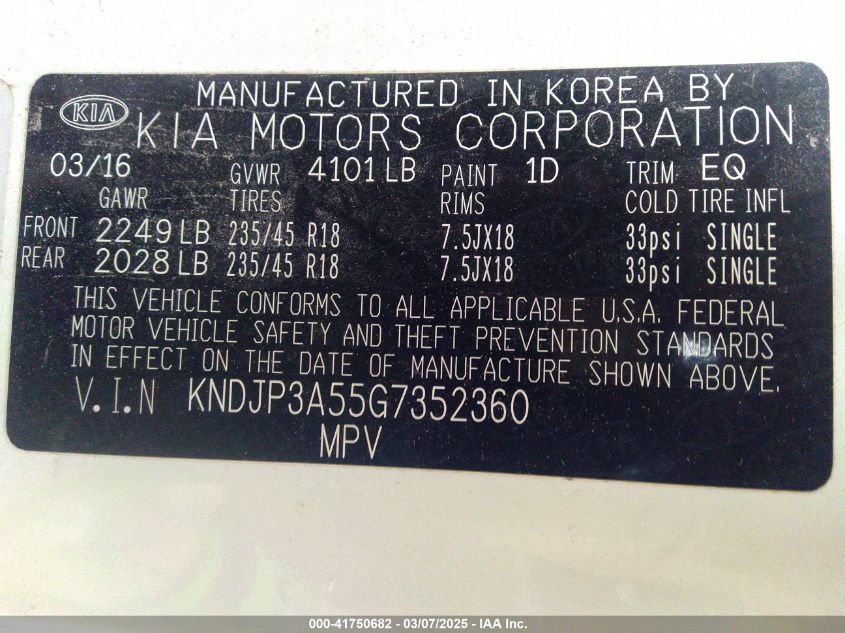 MANUFACTURED IN KOREA BY
KIA KIA MOTORS CORPORATION
03/16 GVWR 4101 LB PAINT 1D TRIM EQ
GAWR TIRES RIMS COLD TIRE INFL
FRONT 2249 LB 235/45 R18 7.5JX18 33psi SINGLE
REAR 2028 LB 235/45 R18 7.5JX18 33psi SINGLE
THIS VEHICLE CONFORMS TO ALL APPLICABLE U.S.A. FEDERAL
MOTOR VEHICLE SAFETY AND THEFT PREVENTION STANDARDS
IN EFFECT ON THE DATE OF MANUFACTURE SHOWN ABOVE.
V.I.N KNDJP3A55G7352360
MPV
000-41750682 - 03/07/2025 - IAA Inc.